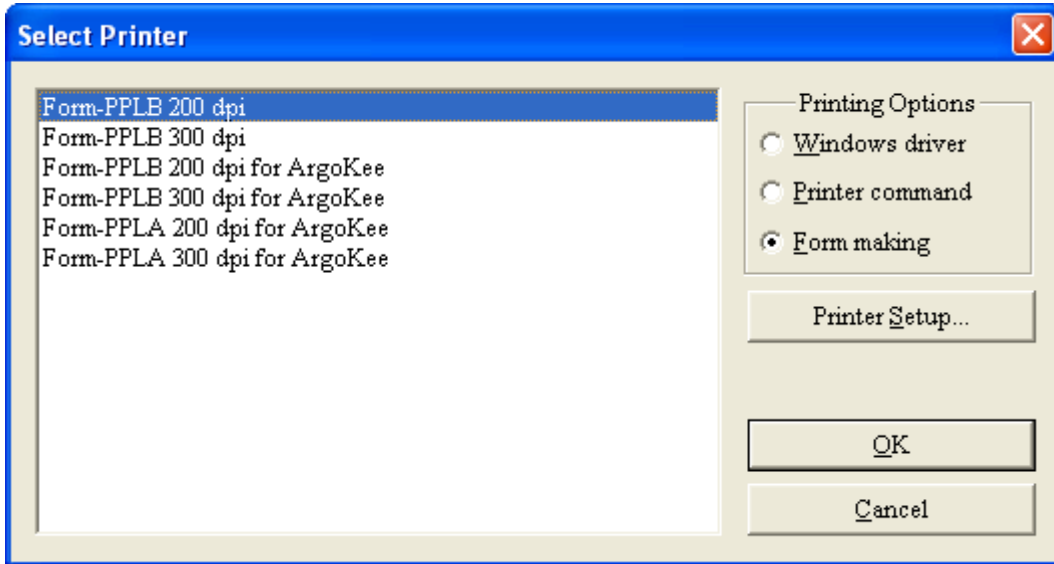 Select Printer
Form-PPLB 200 dpi
Form-PPLB 300 dpi
Form-PPLB 200 dpi for ArgoKee
Form-PPLB 300 dpi for ArgoKee
Form-PPLA 200 dpi for ArgoKee
Form-PPLA 300 dpi for ArgoKee
Printing Options
Windows driver
Printer command
Form making
Printer Setup...
OK
Cancel